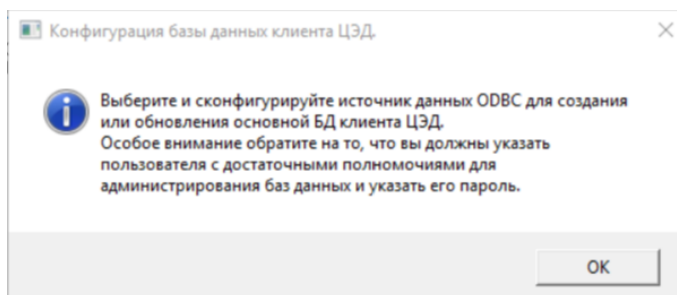 Конфигурация базы данных клиента ЦЭД.
Выберите и сконфигурируйте источник данных ODBC для создания
или обновления основной БД клиента ЦЭД.
Особое внимание обратите на то, что вы должны указать
пользователя с достаточными полномочиями для
администрирования баз данных и указать его пароль.
ОК